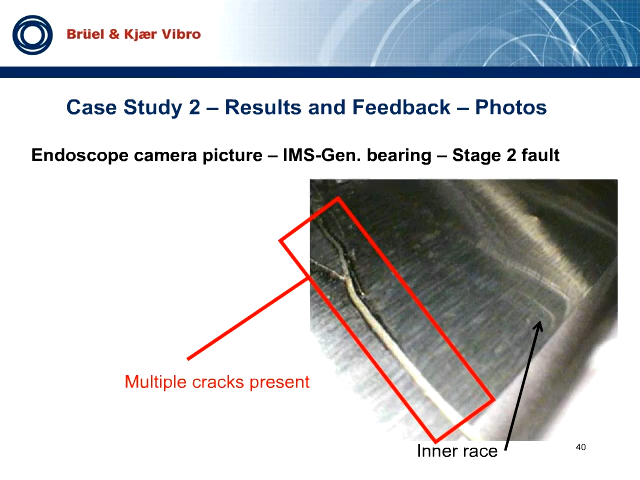 Brüel & Kjær Vibro
Case Study 2 – Results and Feedback – Photos
Endoscope camera picture – IMS-Gen. bearing – Stage 2 fault
Multiple cracks present
Inner race
40